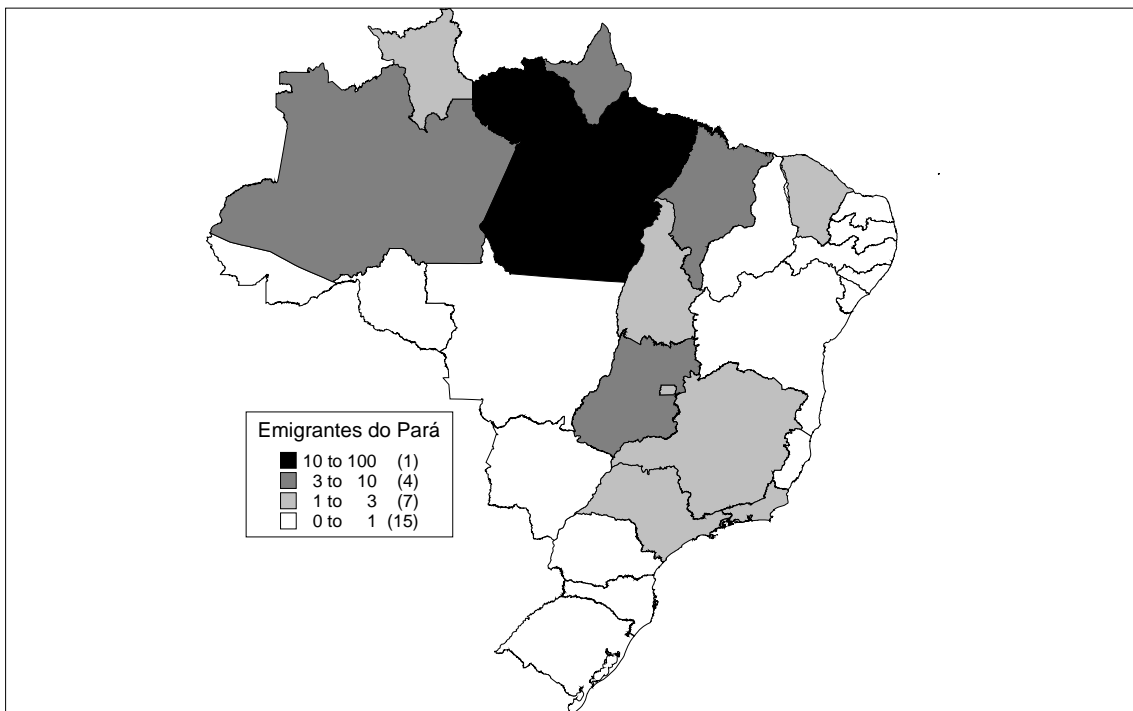 Emigrantes do Pará
10 to 100 (1)
3 to 10 (4)
1 to 3 (7)
0 to 1 (15)